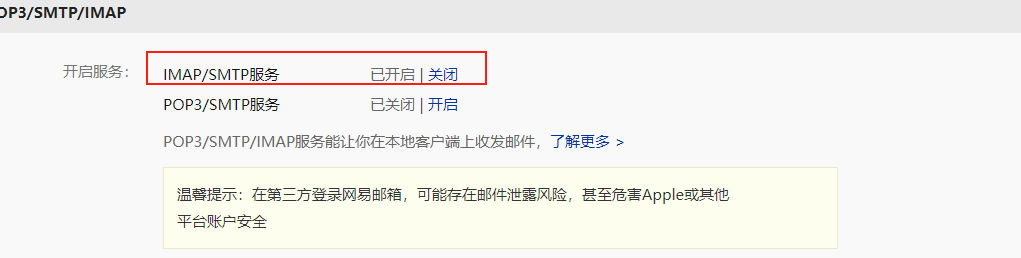 OP3/SMTP/IMAP
开启服务： IMAP/SMTP服务 已开启 | 关闭
POP3/SMTP服务 已关闭 | 开启
POP3/SMTP/IMAP服务能让你在本地客户端上收发邮件，了解更多 >
温馨提示：在第三方登录网易邮箱，可能存在邮件泄露风险，甚至危害Apple或其他
平台账户安全